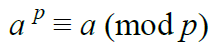 a^p ≡ a (mod p)